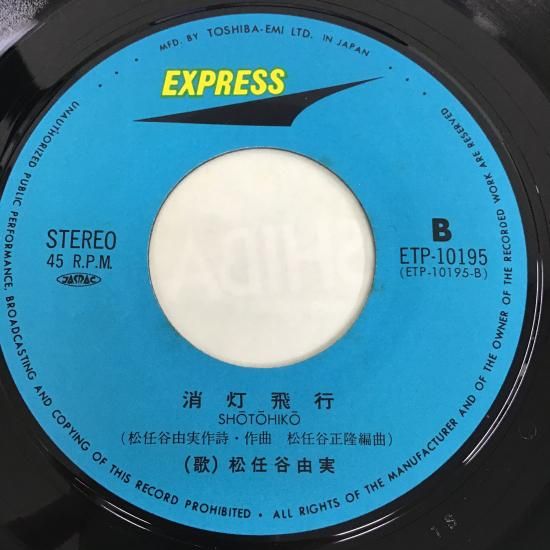 MFD. BY TOSHIBA-EMI LTD. IN JAPAN
EXPRESS
STEREO
45 R.P.M.
JASRAC
B
ETP-10195
(ETP-10195-B)
消灯飛行
SHŌTŌHIKŌ
(松任谷由実作詩・作曲 松任谷正隆編曲)
(歌)松任谷由実
UNAUTHORIZED PUBLIC PERFORMANCE, BROADCASTING AND COPYING OF THIS RECORD PROHIBITED • ALL RIGHTS OF THE MANUFACTURER AND OF THE OWNER OF THE RECORDED WORK ARE RESERVED